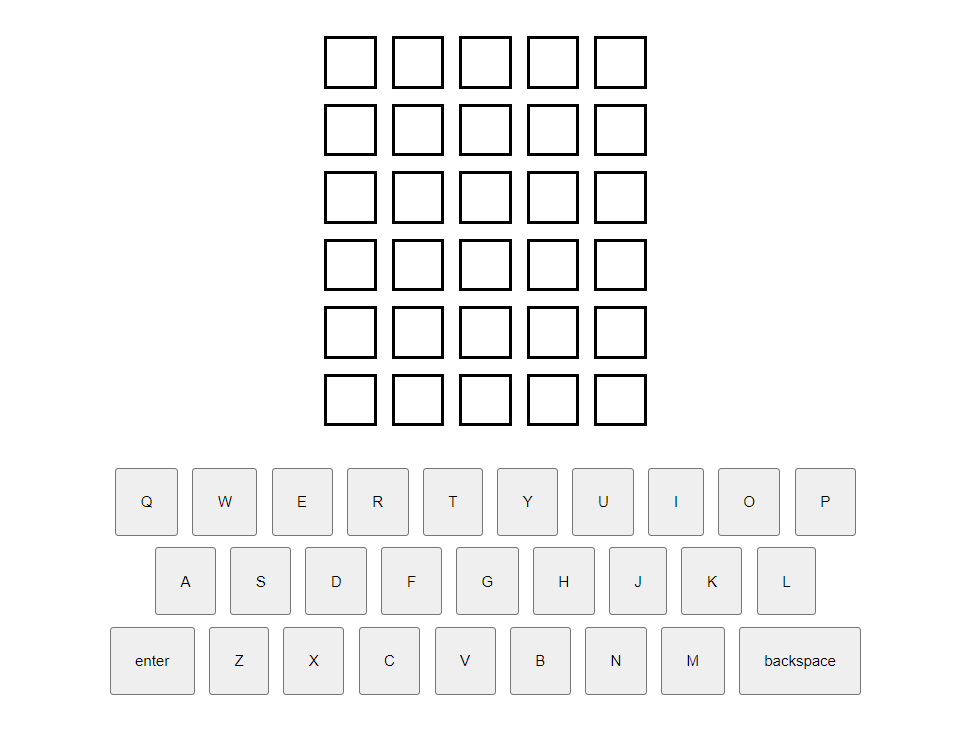 Q W E R T Y U I O P
A S D F G H J K L
enter Z X C V B N M backspace